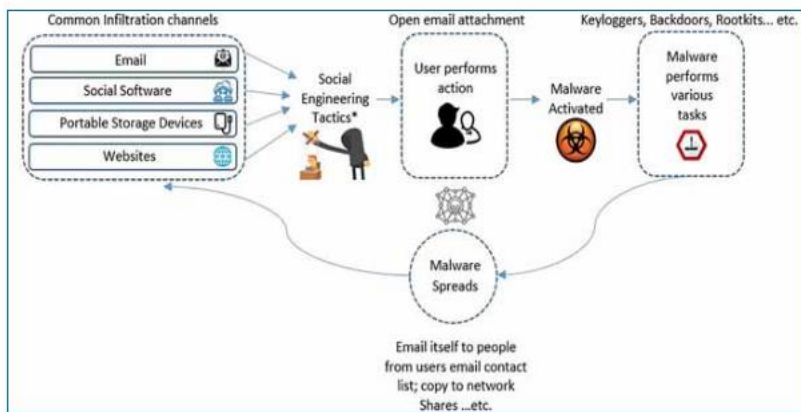 Common Infiltration channels
Email
Social Software
Portable Storage Devices
Websites
Social
Engineering
Tactics*
Open email attachment
User performs
action
Malware
Activated
Keyloggers, Backdoors, Rootkits... etc.
Malware
performs
various
tasks
Malware
Spreads
Email itself to people
from users email contact
list; copy to network
Shares ...etc.